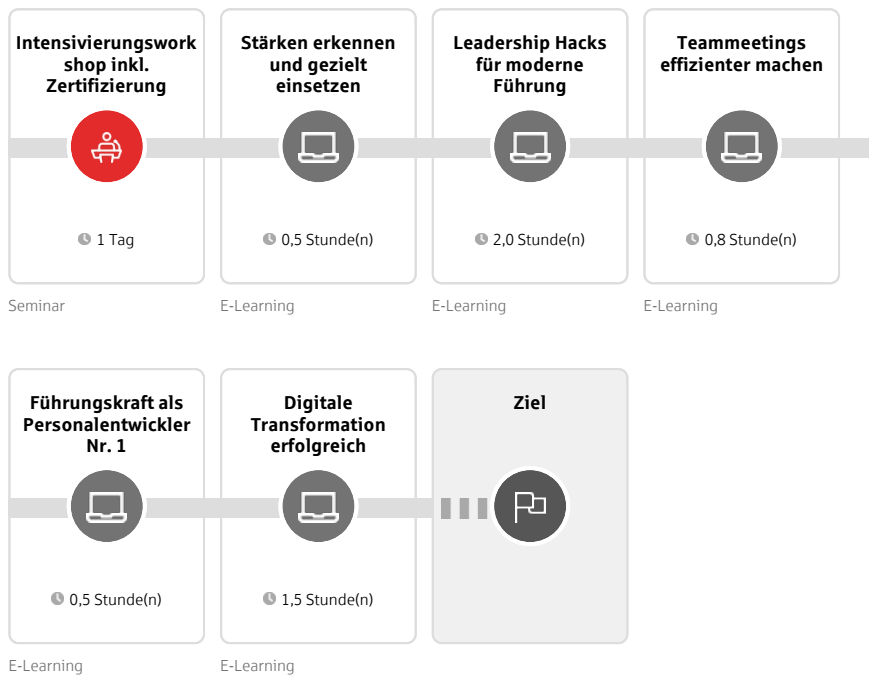 Intensivierungswork
shop inkl.
Zertifizierung
1 Tag
Seminar
Stärken erkennen
und gezielt
einsetzen
0,5 Stunde(n)
E-Learning
Leadership Hacks
für moderne
Führung
2,0 Stunde(n)
E-Learning
Teammeetings
effizienter machen
0,8 Stunde(n)
E-Learning
Führungskraft als
Personalentwickler
Nr. 1
0,5 Stunde(n)
E-Learning
Digitale
Transformation
erfolgreich
1,5 Stunde(n)
E-Learning
Ziel